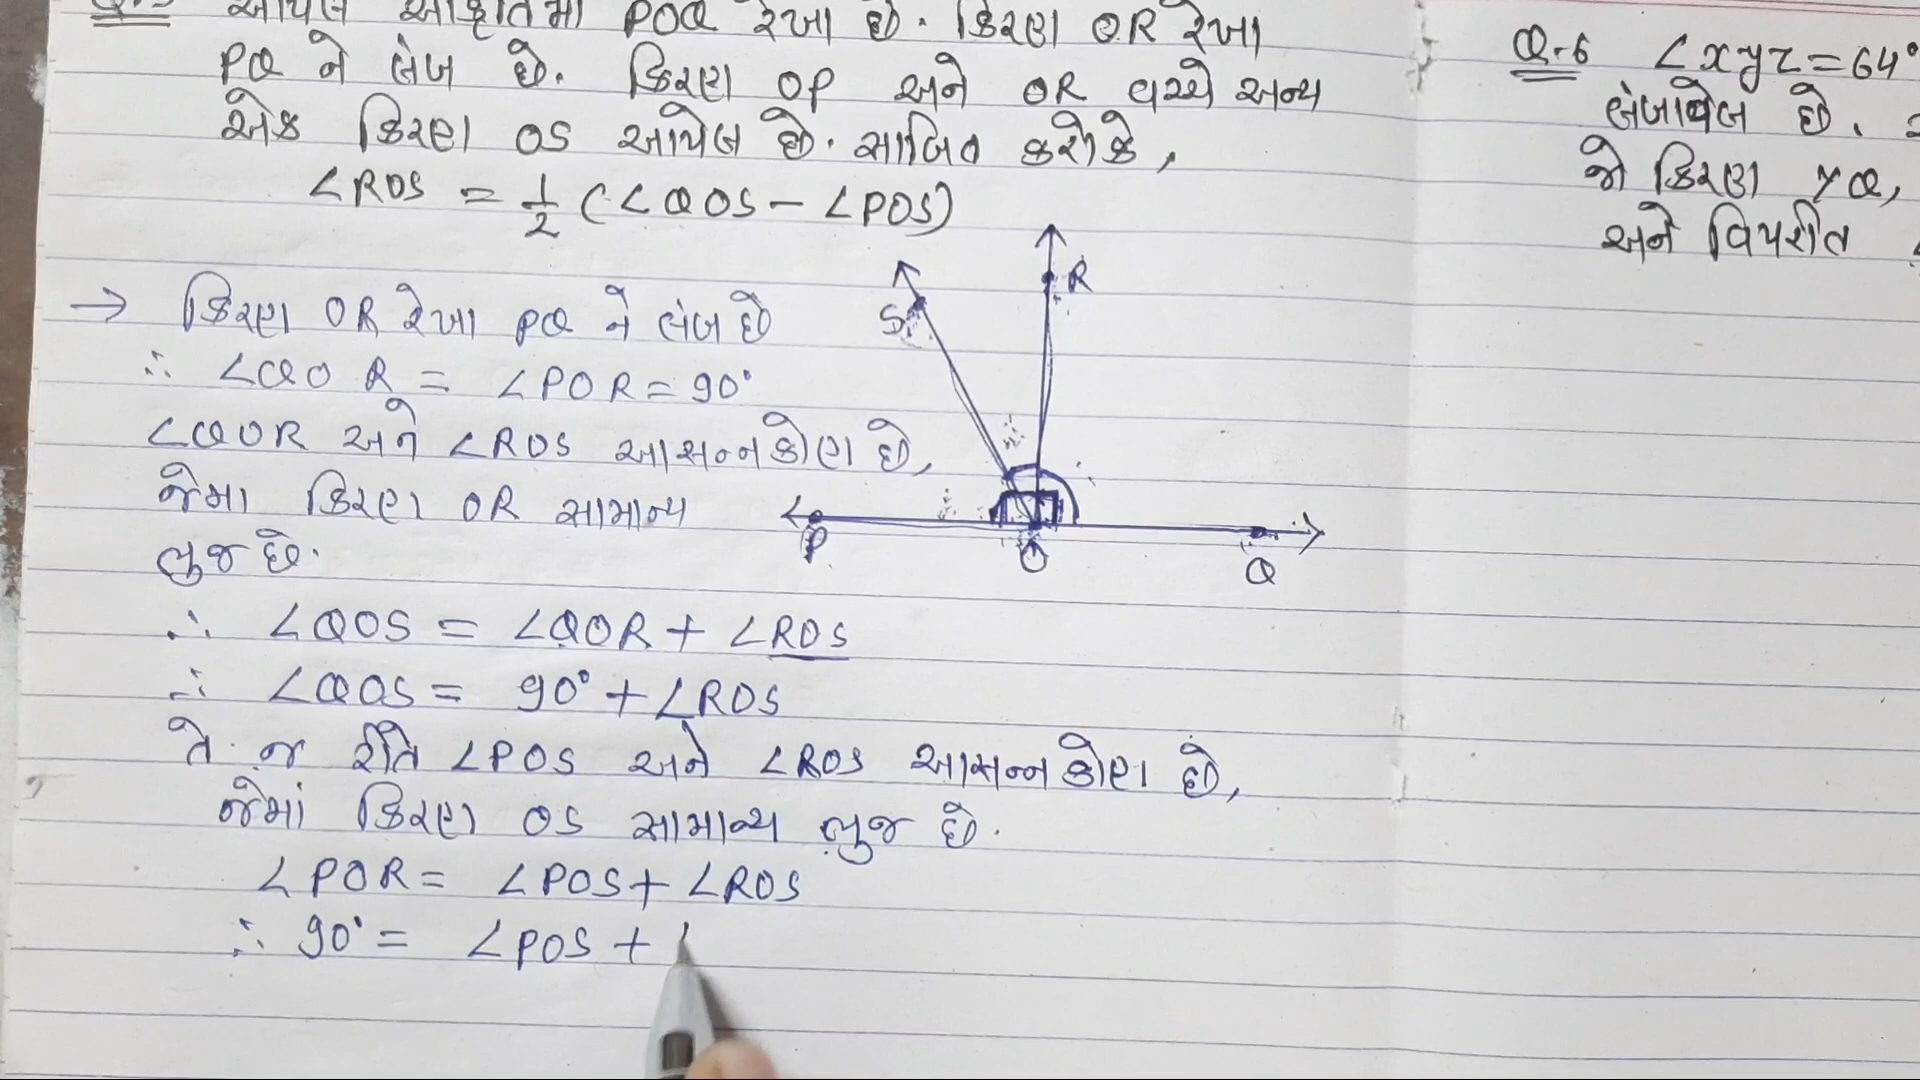 આપેલ આકૃતિમાં POQ રેખા છે. કિરણ OR રેખા
PQ ને લંબ છે. કિરણ OP અને OR વચ્ચે અન્ય
એક કિરણ OS આપેલ છે. સાબિત કરો કે,
∠ROS = 1/2 (∠QOS - ∠POS)
→ કિરણ OR રેખા PQ ને લંબ છે
∴ ∠QOR = ∠POR = 90°
∠QOR અને ∠ROS આસન્નકોણ છે,
જેમા કિરણ OR સામાન્ય
ભુજ છે.
∴ ∠QOS = ∠QOR + ∠ROS
∴ ∠QOS = 90° + ∠ROS
તે જ રીતે ∠POS અને ∠ROS આસન્નકોણ છે,
જેમાં કિરણ OS સામાન્ય ભુજ છે.
∠POR = ∠POS + ∠ROS
∴ 90° = ∠POS +
S
R
P
O
Q
Q-6 ∠XYZ = 64°
લંબાવેલ છે.
જો કિરણ YQ,
અને વિપરીત